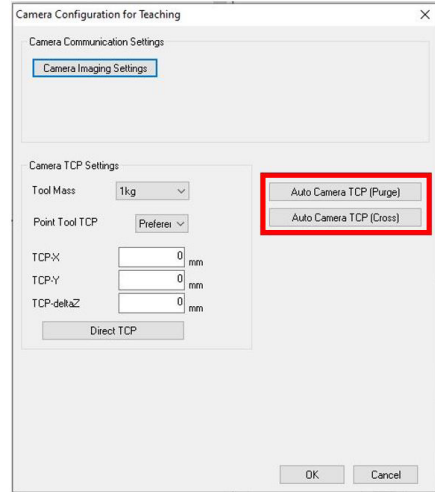 Camera Configuration for Teaching
Camera Communication Settings
Camera Imaging Settings
Camera TCP Settings
Tool Mass 1kg
Auto Camera TCP (Purge)
Point Tool TCP Preferei
Auto Camera TCP (Cross)
TCP-X 0 mm
TCP-Y 0 mm
TCP-deltaZ 0 mm
Direct TCP
OK Cancel